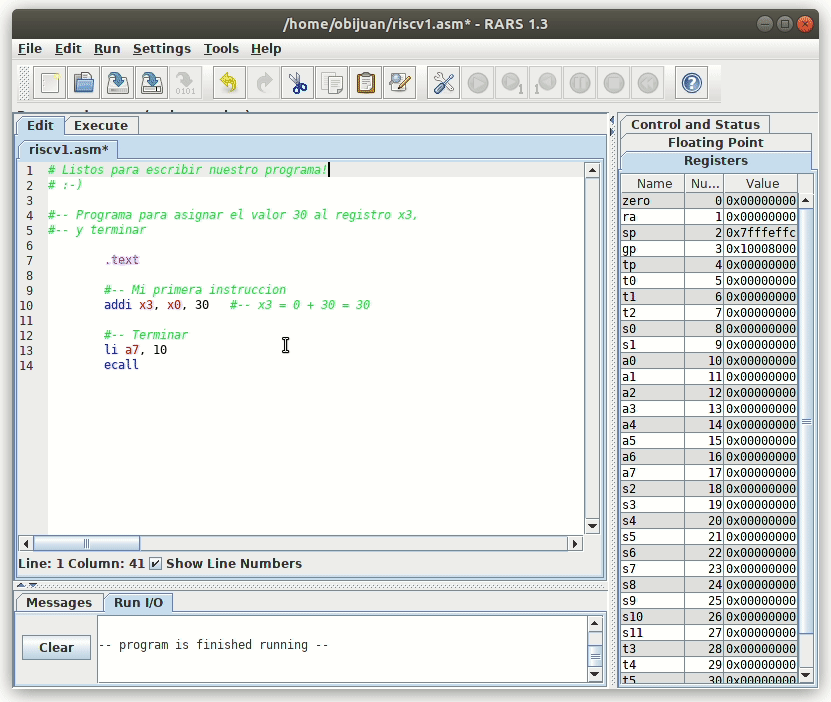 /home/obijuan/riscv1.asm* - RARS 1.3
File Edit Run Settings Tools Help
Edit Execute
riscv1.asm*
1 # Listos para escribir nuestro programa!
2 # :-)
3
4 #-- Programa para asignar el valor 30 al registro x3,
5 #-- y terminar
6
7 .text
8
9 #-- Mi primera instruccion
10 addi x3, x0, 30 #-- x3 = 0 + 30 = 30
11
12 #-- Terminar
13 li a7, 10
14 ecall
Line: 1 Column: 41 Show Line Numbers
Messages Run I/O
Clear
-- program is finished running --
Control and Status
Floating Point
Registers
Name Nu... Value
zero 0 0x00000000
ra 1 0x00000000
sp 2 0x7fffeffc
gp 3 0x10008000
tp 4 0x00000000
t0 5 0x00000000
t1 6 0x00000000
t2 7 0x00000000
s0 8 0x00000000
s1 9 0x00000000
a0 10 0x00000000
a1 11 0x00000000
a2 12 0x00000000
a3 13 0x00000000
a4 14 0x00000000
a5 15 0x00000000
a6 16 0x00000000
a7 17 0x00000000
s2 18 0x00000000
s3 19 0x00000000
s4 20 0x00000000
s5 21 0x00000000
s6 22 0x00000000
s7 23 0x00000000
s8 24 0x00000000
s9 25 0x00000000
s10 26 0x00000000
s11 27 0x00000000
t3 28 0x00000000
t4 29 0x00000000
t5 30 0x00000000